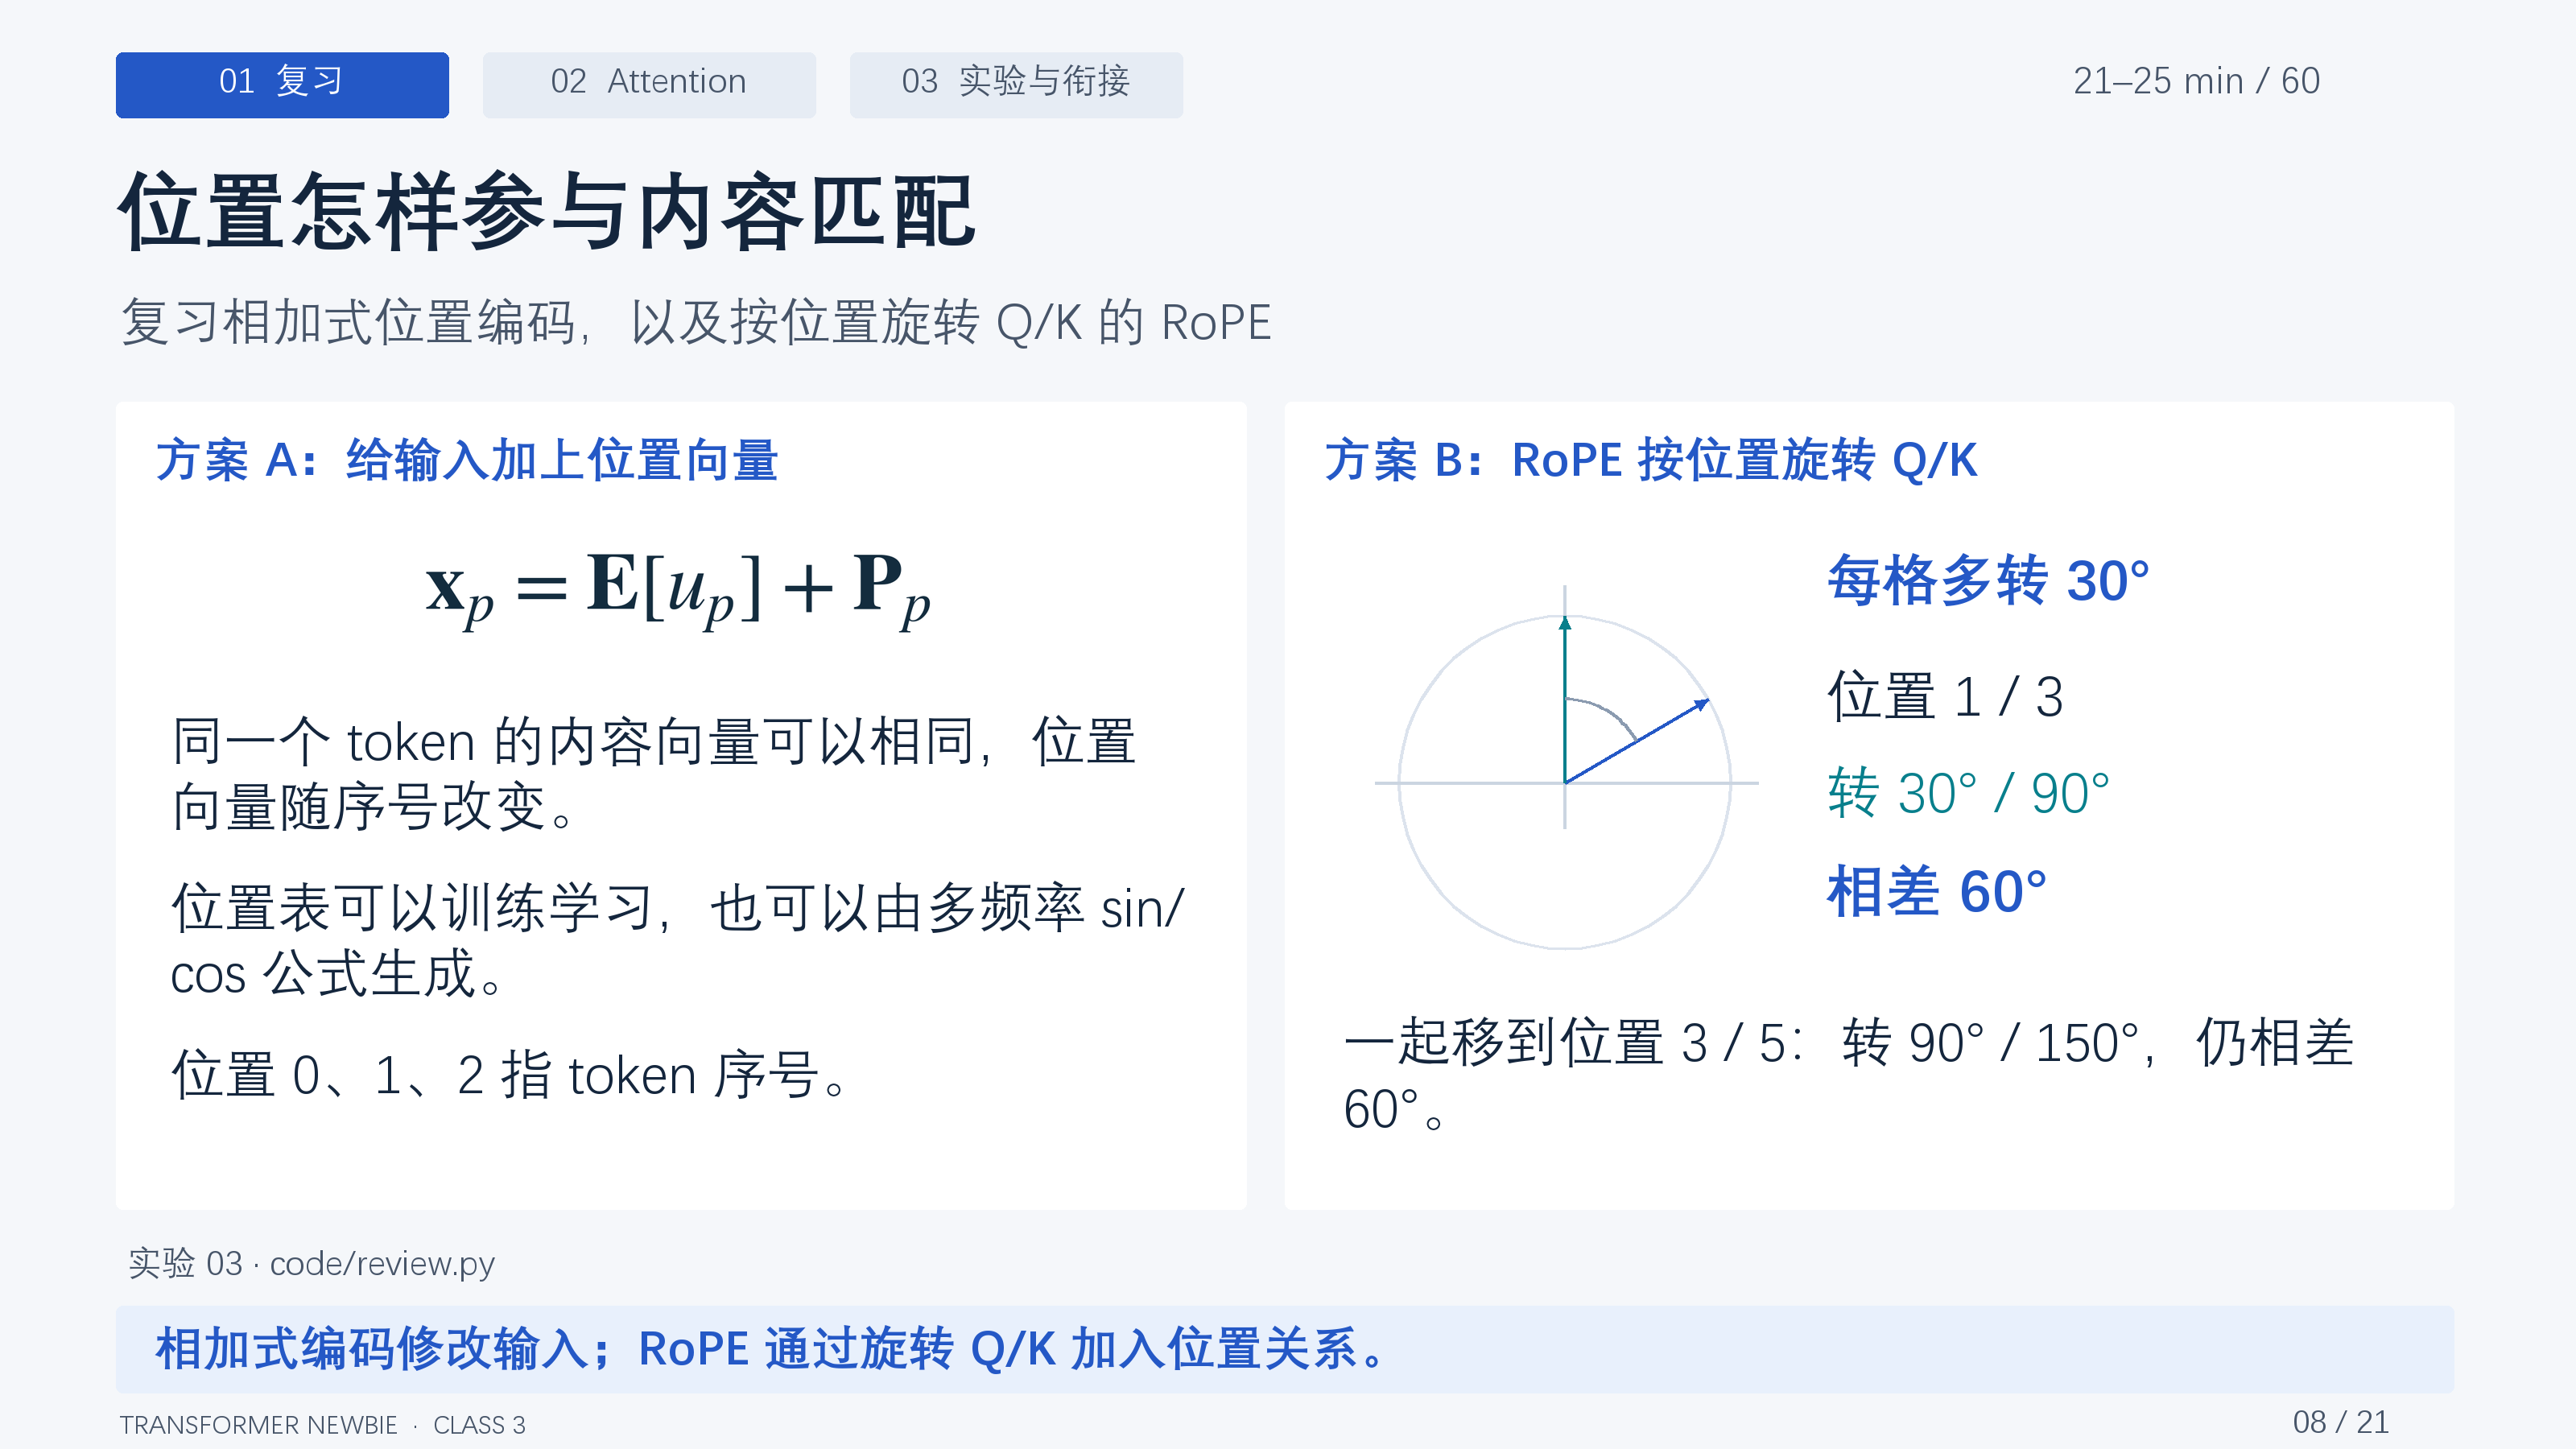 01 复习
02 Attention
03 实验与衔接
21–25 min / 60
位置怎样参与内容匹配
复习相加式位置编码，以及按位置旋转 Q/K 的 RoPE
方案 A：给输入加上位置向量
x_p = E[u_p] + P_p
同一个 token 的内容向量可以相同，位置
向量随序号改变。
位置表可以训练学习，也可以由多频率 sin/
cos 公式生成。
位置 0、1、2 指 token 序号。
方案 B：RoPE 按位置旋转 Q/K
每格多转 30°
位置 1 / 3
转 30° / 90°
相差 60°
一起移到位置 3 / 5：转 90° / 150°，仍相差
60°。
实验 03 · code/review.py
相加式编码修改输入；RoPE 通过旋转 Q/K 加入位置关系。
TRANSFORMER NEWBIE · CLASS 3
08 / 21